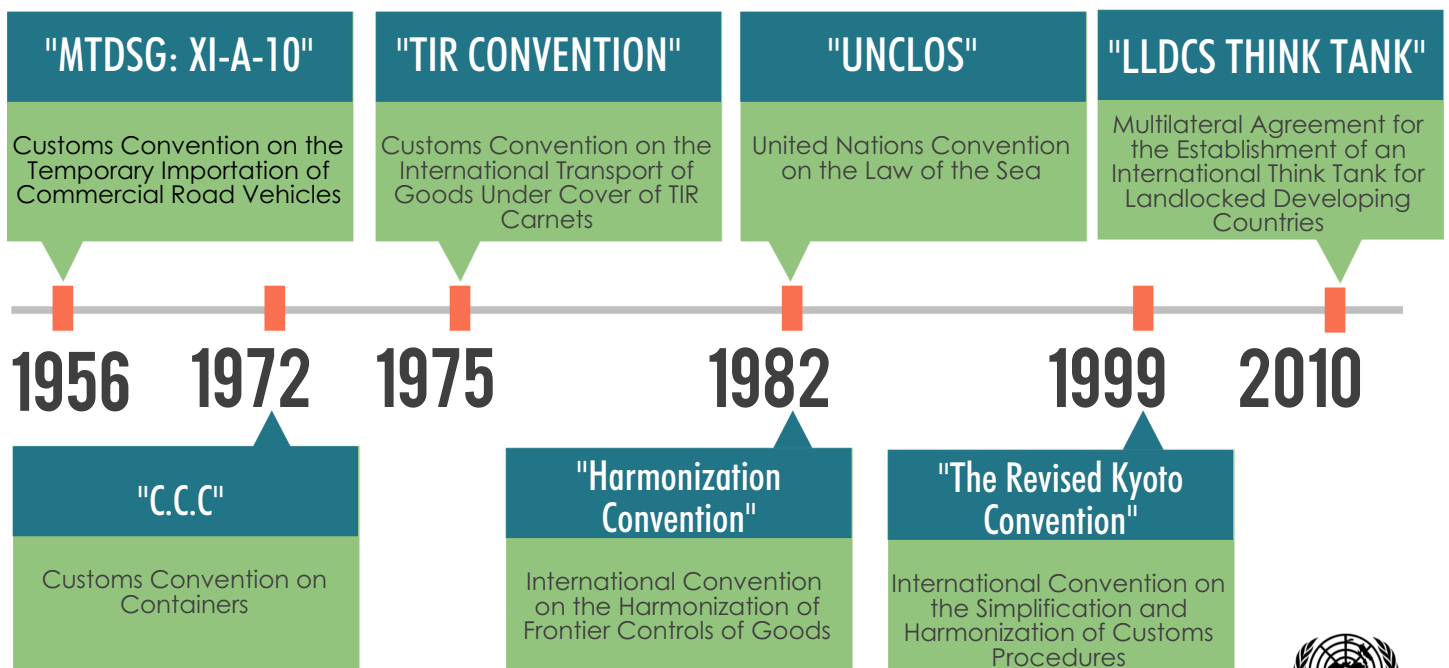 "MTDSG: XI-A-10"
Customs Convention on the
Temporary Importation of
Commercial Road Vehicles
"TIR CONVENTION"
Customs Convention on the
International Transport of
Goods Under Cover of TIR
Carnets
"UNCLOS"
United Nations Convention
on the Law of the Sea
"LLDCS THINK TANK"
Multilateral Agreement for
the Establishment of an
International Think Tank for
Landlocked Developing
Countries
1956 1972 1975 1982 1999 2010
"C.C.C"
Customs Convention on
Containers
"Harmonization
Convention"
International Convention
on the Harmonization of
Frontier Controls of Goods
"The Revised Kyoto
Convention"
International Convention on
the Simplification and
Harmonization of Customs
Procedures